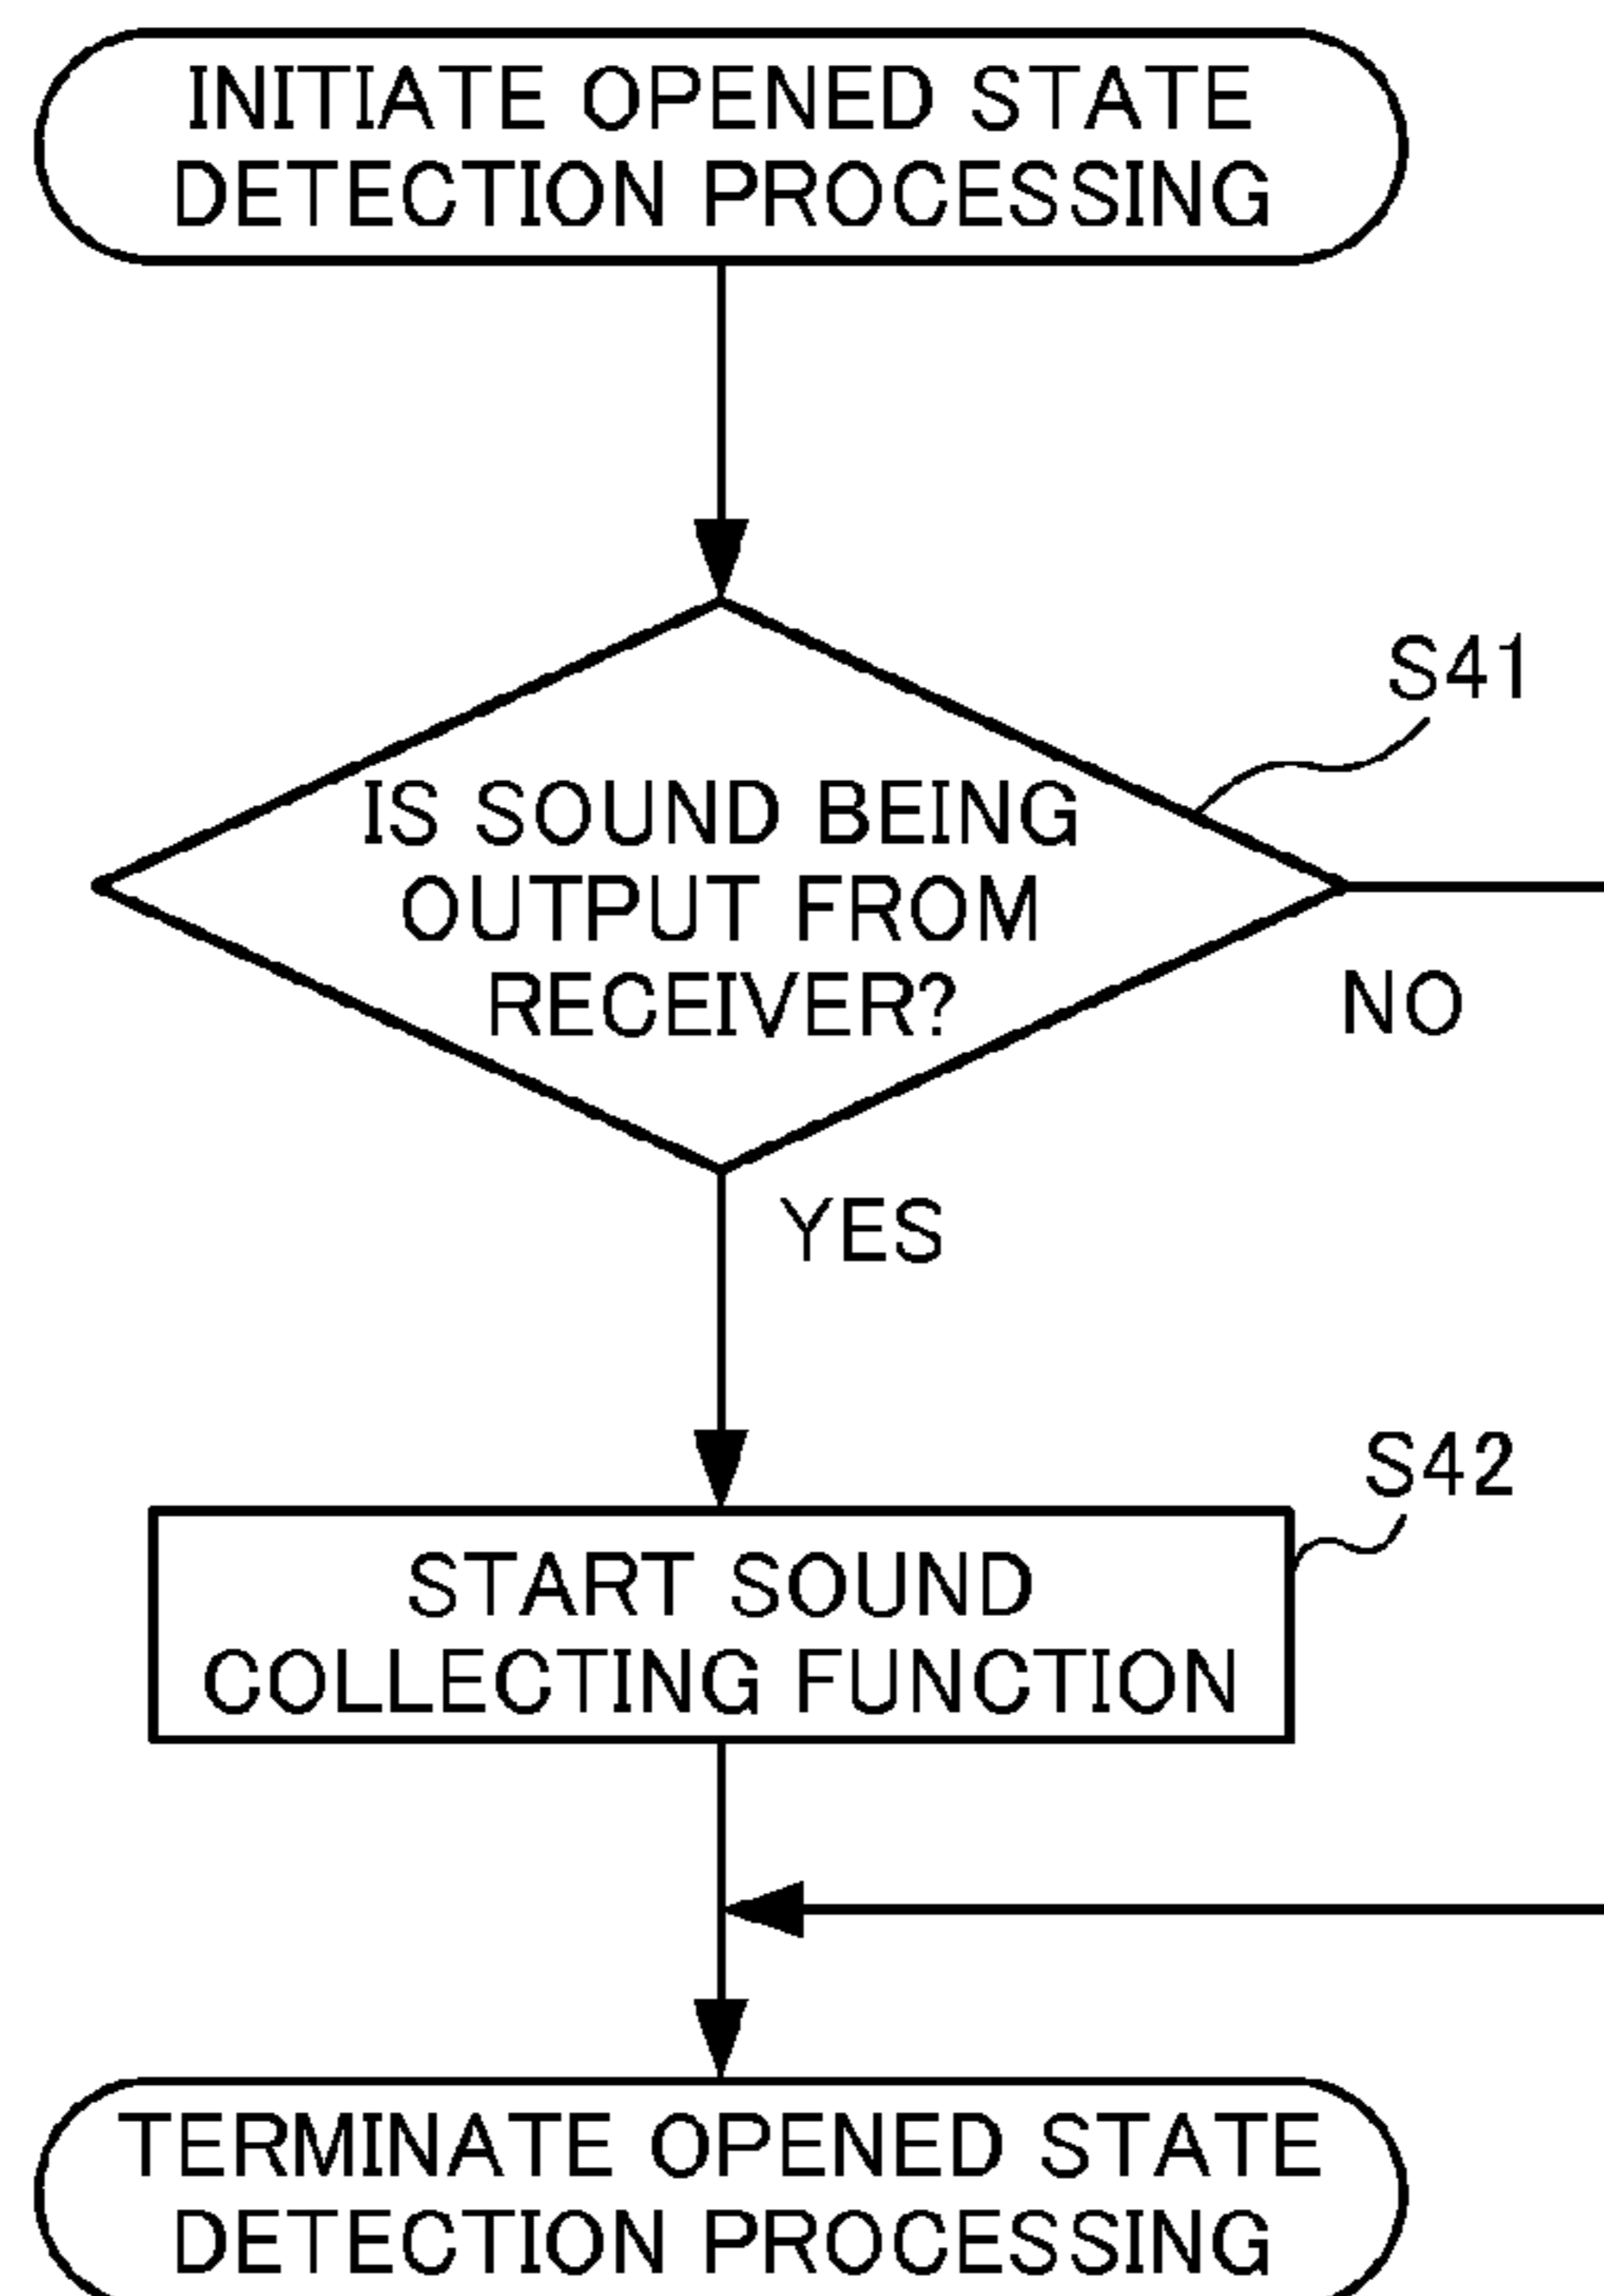 INITIATE OPENED STATE
DETECTION PROCESSING
S41
IS SOUND BEING
OUTPUT FROM
RECEIVER?
NO
YES
S42
START SOUND
COLLECTING FUNCTION
TERMINATE OPENED STATE
DETECTION PROCESSING